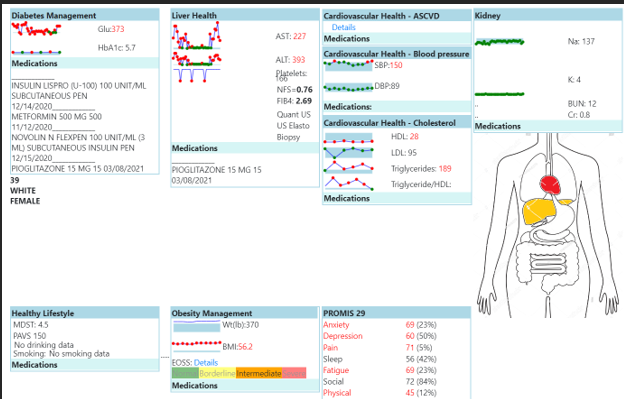 Diabetes Management
Glu:373
HbA1c: 5.7
Medications
INSULIN LISPRO (U-100) 100 UNIT/ML
SUBCUTANEOUS PEN
12/14/2020__________
METFORMIN 500 MG 500
11/12/2020__________
NOVOLIN N FLEXPEN 100 UNIT/ML (3
ML) SUBCUTANEOUS INSULIN PEN
12/15/2020__________
PIOGLITAZONE 15 MG 15 03/08/2021
39
WHITE
FEMALE
Liver Health
AST: 227
ALT: 393
Platelets:
166
NFS=0.76
FIB4: 2.69
Quant US
US Elasto
Biopsy
Medications
PIOGLITAZONE 15 MG 15
03/08/2021
Cardiovascular Health - ASCVD
Details
Medications
Cardiovascular Health - Blood pressure
SBP:150
DBP:89
Medications:
Cardiovascular Health - Cholesterol
HDL: 28
LDL: 95
Triglycerides: 189
Triglyceride/HDL:
Medications
Kidney
Na: 137
K: 4
..
BUN: 12
..
Cr: 0.8
Medications
Healthy Lifestyle
MDST: 4.5
PAVS 150
No drinking data
Smoking: No smoking data
Medications
....
Obesity Management
Wt(lb):370
BMI:56.2
EOSS: Details
Normal Borderline Intermediate
Medications
PROMIS 29
Anxiety 69 (23%)
Depression 60 (50%)
Pain 71 (5%)
Sleep 56 (42%)
Fatigue 69 (23%)
Social 72 (84%)
Physical 45 (12%)